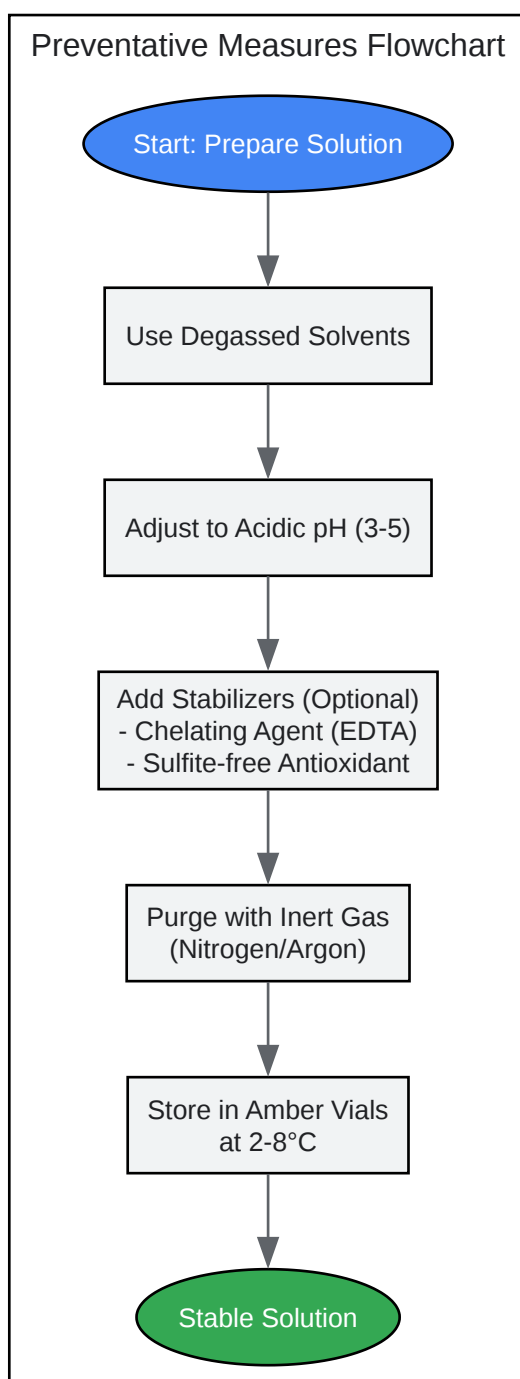 Preventative Measures Flowchart
Start: Prepare Solution
Use Degassed Solvents
Adjust to Acidic pH (3-5)
Add Stabilizers (Optional)
- Chelating Agent (EDTA)
- Sulfite-free Antioxidant
Purge with Inert Gas
(Nitrogen/Argon)
Store in Amber Vials
at 2-8°C
Stable Solution